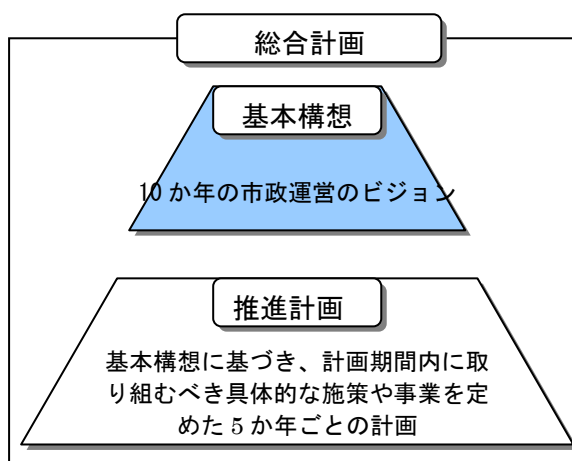 総合計画
基本構想
10 か年の市政運営のビジョン
推進計画
基本構想に基づき、計画期間内に取
り組むべき具体的な施策や事業を定
めた 5 か年ごとの計画